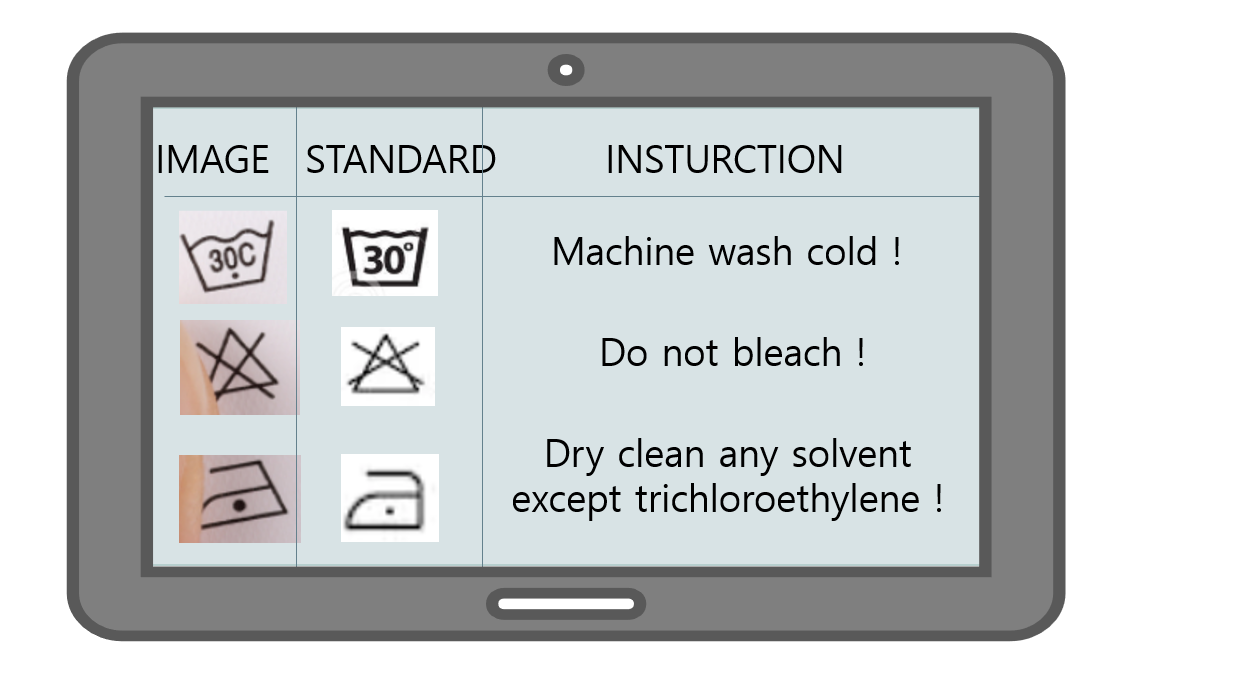 IMAGE STANDARD INSTURCTION
30C 30° Machine wash cold !
Do not bleach !
Dry clean any solvent
except trichloroethylene !